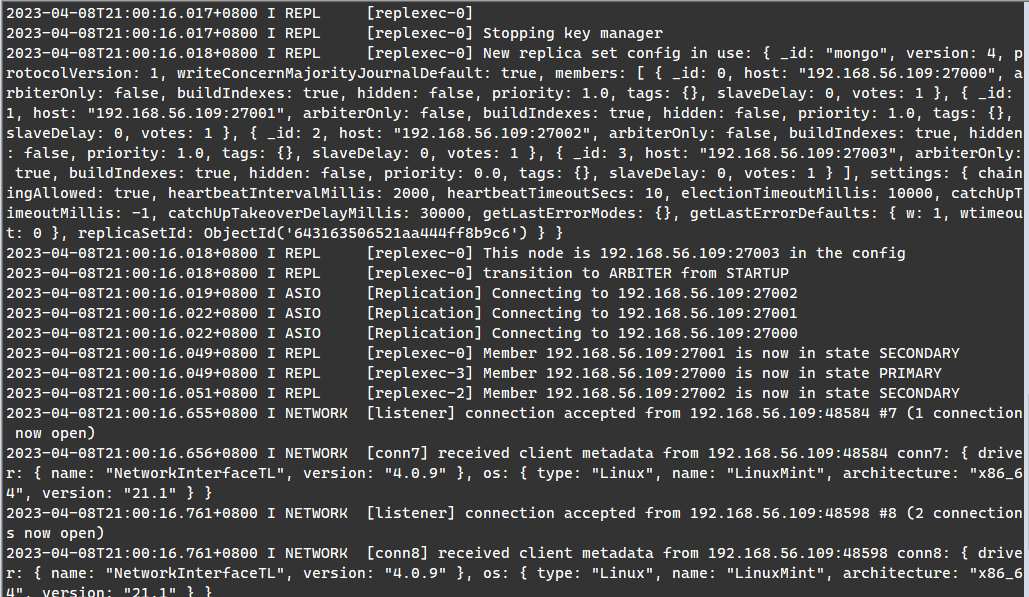 2023-04-08T21:00:16.017+0800 I REPL     [replexec-0]
2023-04-08T21:00:16.017+0800 I REPL     [replexec-0] Stopping key manager
2023-04-08T21:00:16.018+0800 I REPL     [replexec-0] New replica set config in use: { _id: "mongo", version: 4, p
rotocolVersion: 1, writeConcernMajorityJournalDefault: true, members: [ { _id: 0, host: "192.168.56.109:27000", a
rbiterOnly: false, buildIndexes: true, hidden: false, priority: 1.0, tags: {}, slaveDelay: 0, votes: 1 }, { _id:
1, host: "192.168.56.109:27001", arbiterOnly: false, buildIndexes: true, hidden: false, priority: 1.0, tags: {},
slaveDelay: 0, votes: 1 }, { _id: 2, host: "192.168.56.109:27002", arbiterOnly: false, buildIndexes: true, hidden
: false, priority: 1.0, tags: {}, slaveDelay: 0, votes: 1 }, { _id: 3, host: "192.168.56.109:27003", arbiterOnly:
 true, buildIndexes: true, hidden: false, priority: 0.0, tags: {}, slaveDelay: 0, votes: 1 } ], settings: { chain
ingAllowed: true, heartbeatIntervalMillis: 2000, heartbeatTimeoutSecs: 10, electionTimeoutMillis: 10000, catchUpT
imeoutMillis: -1, catchUpTakeoverDelayMillis: 30000, getLastErrorModes: {}, getLastErrorDefaults: { w: 1, wtimeou
t: 0 }, replicaSetId: ObjectId('643163506521aa444ff8b9c6') } }
2023-04-08T21:00:16.018+0800 I REPL     [replexec-0] This node is 192.168.56.109:27003 in the config
2023-04-08T21:00:16.018+0800 I REPL     [replexec-0] transition to ARBITER from STARTUP
2023-04-08T21:00:16.019+0800 I ASIO     [Replication] Connecting to 192.168.56.109:27002
2023-04-08T21:00:16.022+0800 I ASIO     [Replication] Connecting to 192.168.56.109:27001
2023-04-08T21:00:16.022+0800 I ASIO     [Replication] Connecting to 192.168.56.109:27000
2023-04-08T21:00:16.049+0800 I REPL     [replexec-0] Member 192.168.56.109:27001 is now in state SECONDARY
2023-04-08T21:00:16.049+0800 I REPL     [replexec-3] Member 192.168.56.109:27000 is now in state PRIMARY
2023-04-08T21:00:16.051+0800 I REPL     [replexec-2] Member 192.168.56.109:27002 is now in state SECONDARY
2023-04-08T21:00:16.655+0800 I NETWORK  [listener] connection accepted from 192.168.56.109:48584 #7 (1 connection
 now open)
2023-04-08T21:00:16.656+0800 I NETWORK  [conn7] received client metadata from 192.168.56.109:48584 conn7: { drive
r: { name: "NetworkInterfaceTL", version: "4.0.9" }, os: { type: "Linux", name: "LinuxMint", architecture: "x86_6
4", version: "21.1" } }
2023-04-08T21:00:16.761+0800 I NETWORK  [listener] connection accepted from 192.168.56.109:48598 #8 (2 connection
s now open)
2023-04-08T21:00:16.761+0800 I NETWORK  [conn8] received client metadata from 192.168.56.109:48598 conn8: { drive
r: { name: "NetworkInterfaceTL", version: "4.0.9" }, os: { type: "Linux", name: "LinuxMint", architecture: "x86_6
4", version: "21.1" } }